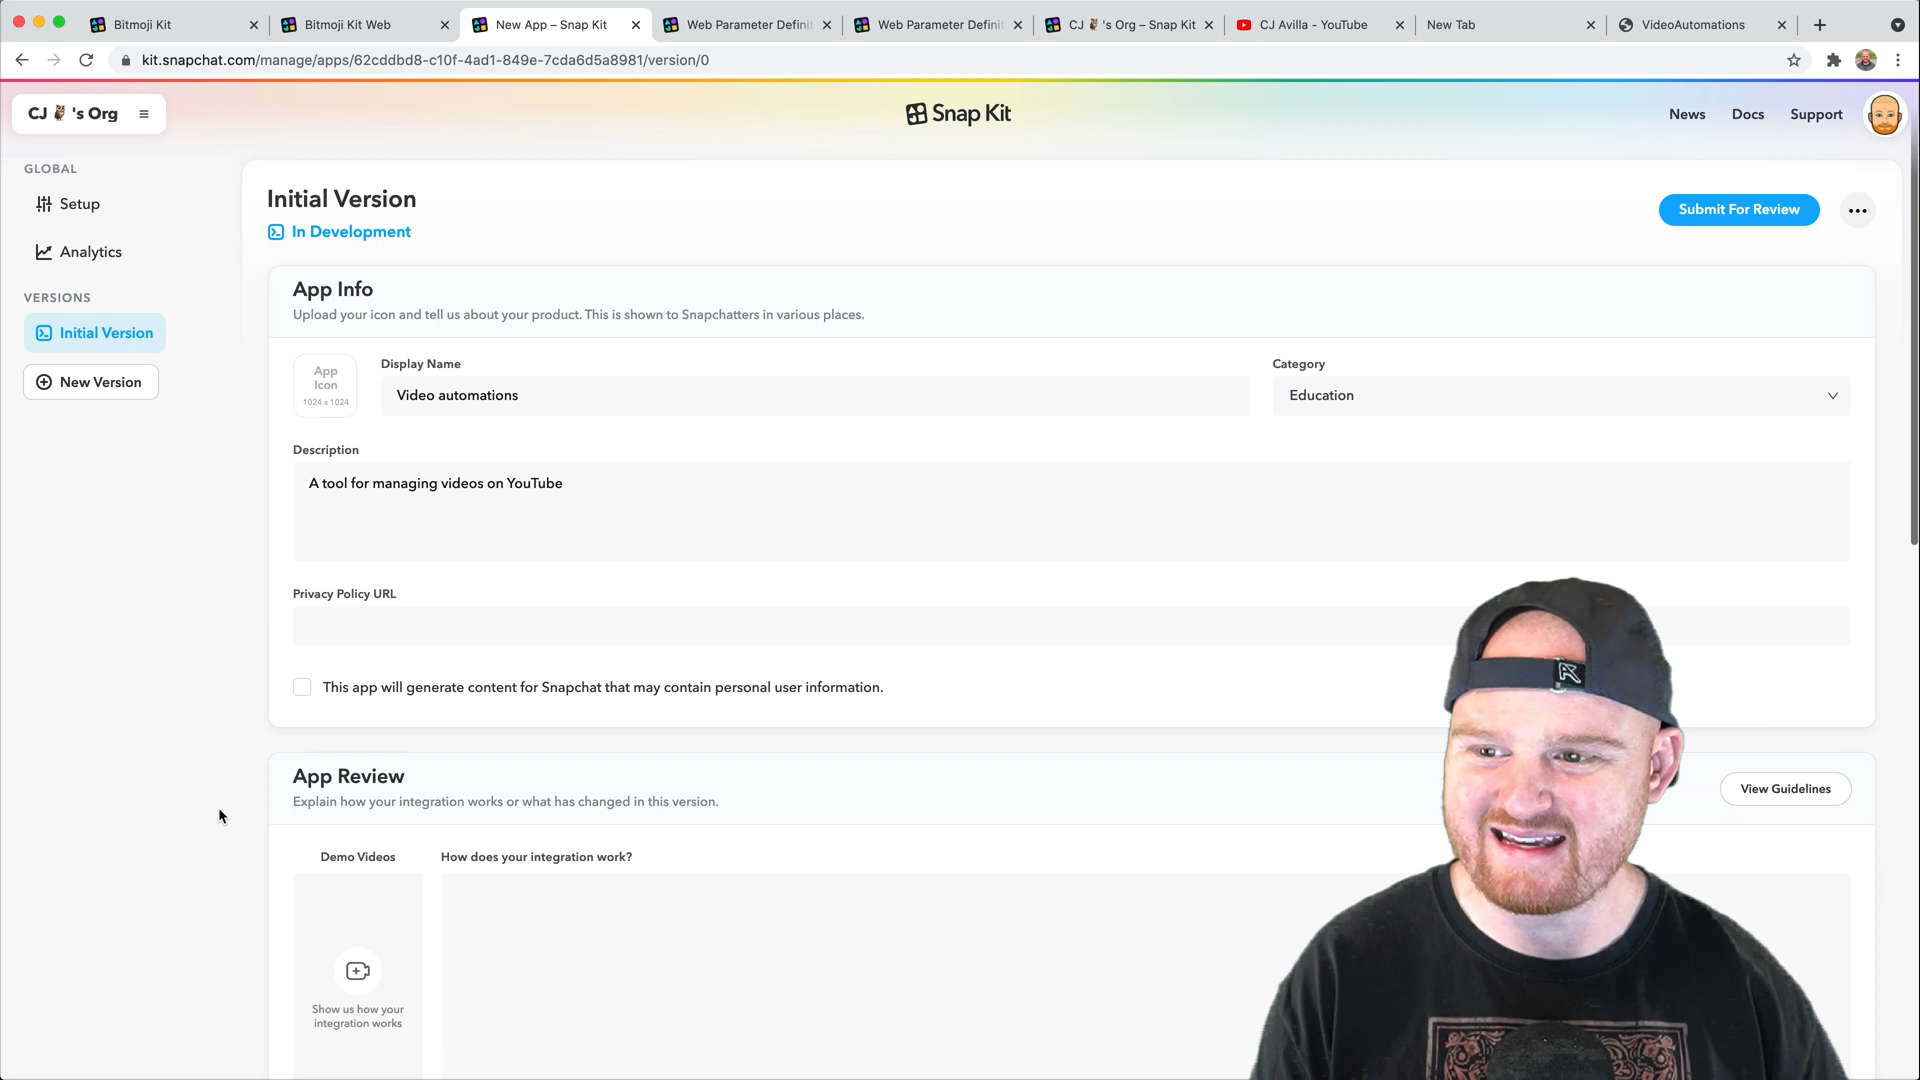 Bitmoji Kit
Bitmoji Kit Web
New App – Snap Kit
Web Parameter Definit
Web Parameter Definit
CJ 🦉's Org – Snap Kit
CJ Avilla - YouTube
New Tab
VideoAutomations
kit.snapchat.com/manage/apps/62cddbd8-c10f-4ad1-849e-7cda6d5a8981/version/0
CJ 🦉 's Org
Snap Kit
News
Docs
Support
GLOBAL
Setup
Analytics
VERSIONS
Initial Version
New Version
Initial Version
In Development
Submit For Review
App Info
Upload your icon and tell us about your product. This is shown to Snapchatters in various places.
App
Icon
1024 x 1024
Display Name
Video automations
Category
Education
Description
A tool for managing videos on YouTube
Privacy Policy URL
This app will generate content for Snapchat that may contain personal user information.
App Review
Explain how your integration works or what has changed in this version.
View Guidelines
Demo Videos
How does your integration work?
Show us how your
integration works